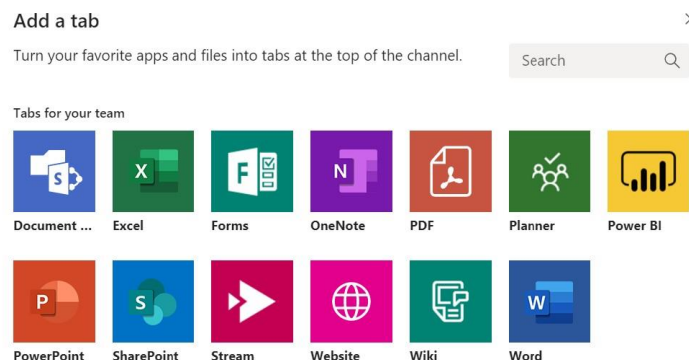 Add a tab
Turn your favorite apps and files into tabs at the top of the channel.
Search
Tabs for your team
S
X
F
N
Document ...
Excel
Forms
OneNote
PDF
Planner
Power BI
P
S
W
PowerPoint
SharePoint
Stream
Website
Wiki
Word